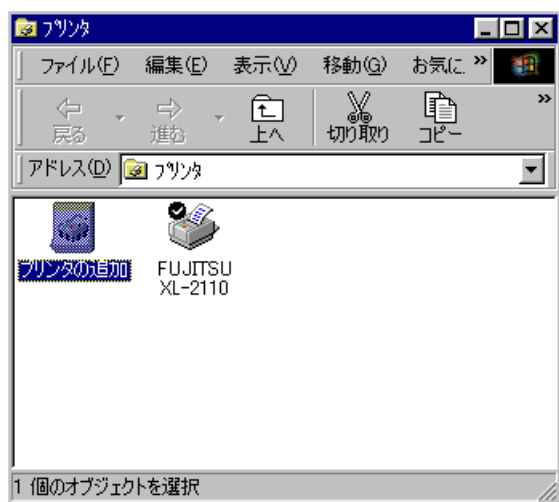 プリンタ
ファイル(F) 編集(E) 表示(V) 移動(G) お気に »
戻る 進む 上へ 切り取り コピー »
アドレス(D) プリンタ
プリンタの追加 FUJITSU
XL-2110
1 個のオブジェクトを選択